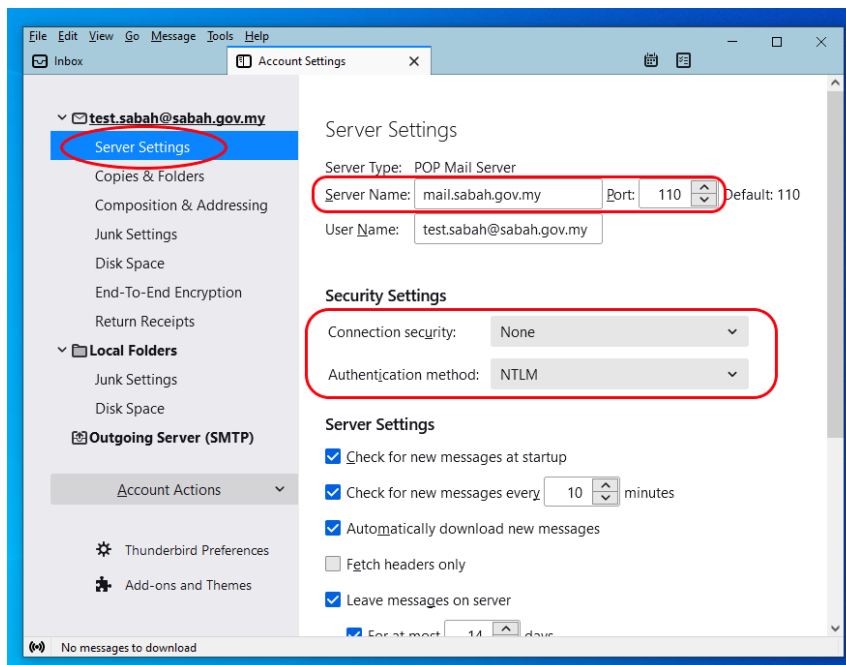 File Edit View Go Message Tools Help
Inbox
Account Settings
test.sabah@sabah.gov.my
Server Settings
Copies & Folders
Composition & Addressing
Junk Settings
Disk Space
End-To-End Encryption
Return Receipts
Local Folders
Junk Settings
Disk Space
Outgoing Server (SMTP)
Account Actions
Thunderbird Preferences
Add-ons and Themes
Server Settings
Server Type: POP Mail Server
Server Name: mail.sabah.gov.my Port: 110 Default: 110
User Name: test.sabah@sabah.gov.my
Security Settings
Connection security: None
Authentication method: NTLM
Server Settings
Check for new messages at startup
Check for new messages every 10 minutes
Automatically download new messages
Fetch headers only
Leave messages on server
For at most 14 days
No messages to download